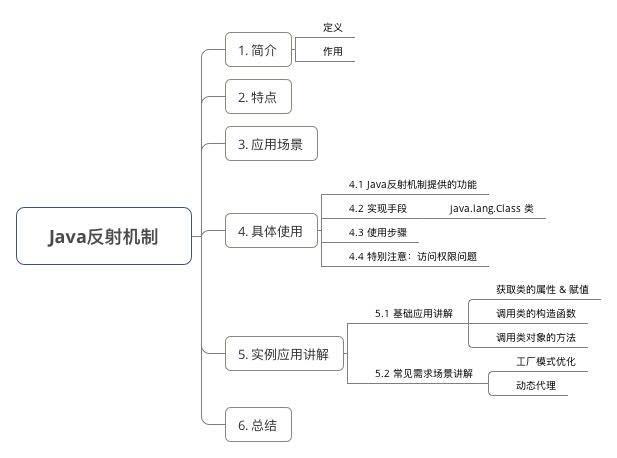 Java反射机制
1. 简介
定义
作用
2. 特点
3. 应用场景
4. 具体使用
4.1 Java反射机制提供的功能
4.2 实现手段
java.lang.Class 类
4.3 使用步骤
4.4 特别注意：访问权限问题
5. 实例应用讲解
5.1 基础应用讲解
获取类的属性 & 赋值
调用类的构造函数
调用类对象的方法
5.2 常见需求场景讲解
工厂模式优化
动态代理
6. 总结